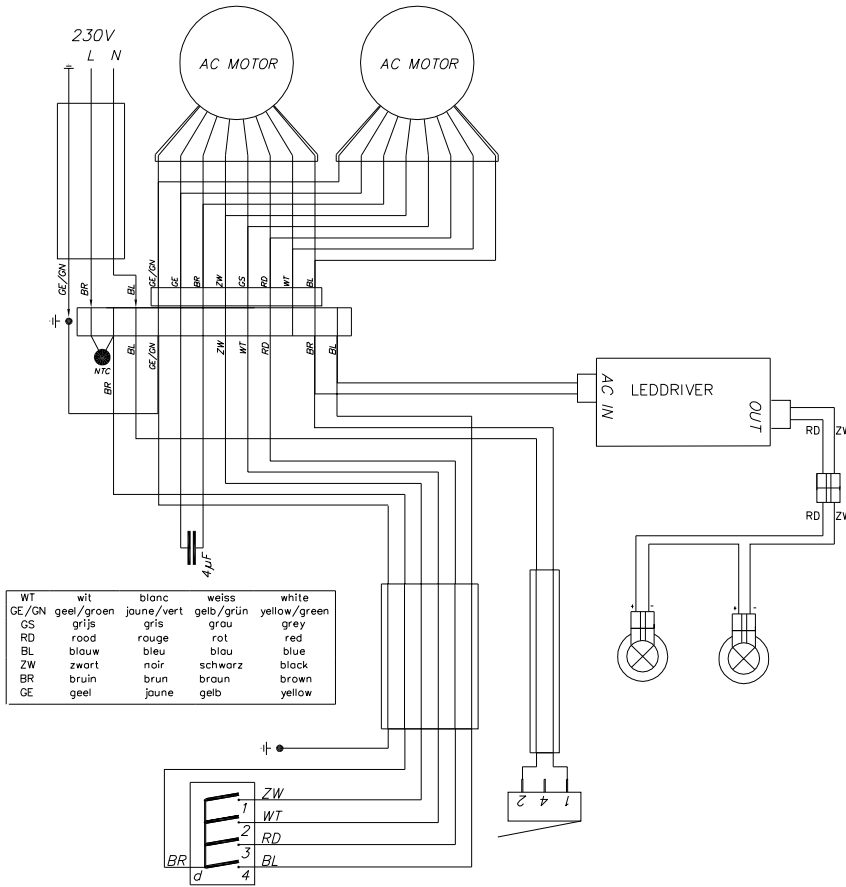 230V
L N
AC MOTOR AC MOTOR
GE/GN BR BL GE/GN GE BR ZW GS RD WT BL
NTC BR BL GE/GN ZW WT RD BR BL
AC IN LEDDRIVER OUT
RD ZW
RD ZW
4µF
+ - + -
WT wit blanc weiss white
GE/GN geel/groen jaune/vert gelb/grün yellow/green
GS grijs gris grau grey
RD rood rouge rot red
BL blauw bleu blau blue
ZW zwart noir schwarz black
BR bruin brun braun brown
GE geel jaune gelb yellow
2 4 1
ZW
1
WT
2
RD
3
BR BL
d 4